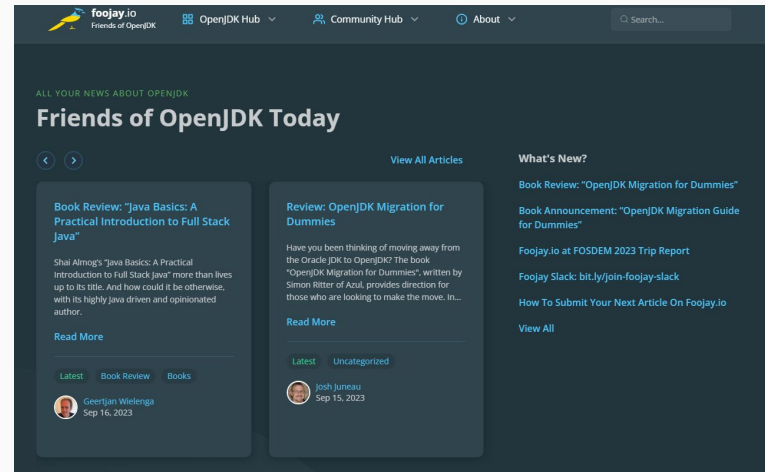 foojay.io
Friends of OpenJDK
OpenJDK Hub
Community Hub
About
Search...
ALL YOUR NEWS ABOUT OPENJDK
Friends of OpenJDK Today
View All Articles
Book Review: “Java Basics: A
Practical Introduction to Full Stack
Java”
Shai Almog's “Java Basics: A Practical
Introduction to Full Stack Java” more than lives
up to its title. And how could it be otherwise,
with its highly Java driven and opinionated
author.
Read More
Latest
Book Review
Books
Geertjan Wielenga
Sep 16, 2023
Review: OpenJDK Migration for
Dummies
Have you been thinking of moving away from
the Oracle JDK to OpenJDK? The book
"OpenJDK Migration for Dummies", written by
Simon Ritter of Azul, provides direction for
those who are looking to make the move. In...
Read More
Latest
Uncategorized
Josh Juneau
Sep 15, 2023
What's New?
Book Review: “OpenJDK Migration for Dummies”
Book Announcement: “OpenJDK Migration Guide
for Dummies”
Foojay.io at FOSDEM 2023 Trip Report
Foojay Slack: bit.ly/join-foojay-slack
How To Submit Your Next Article On Foojay.io
View All